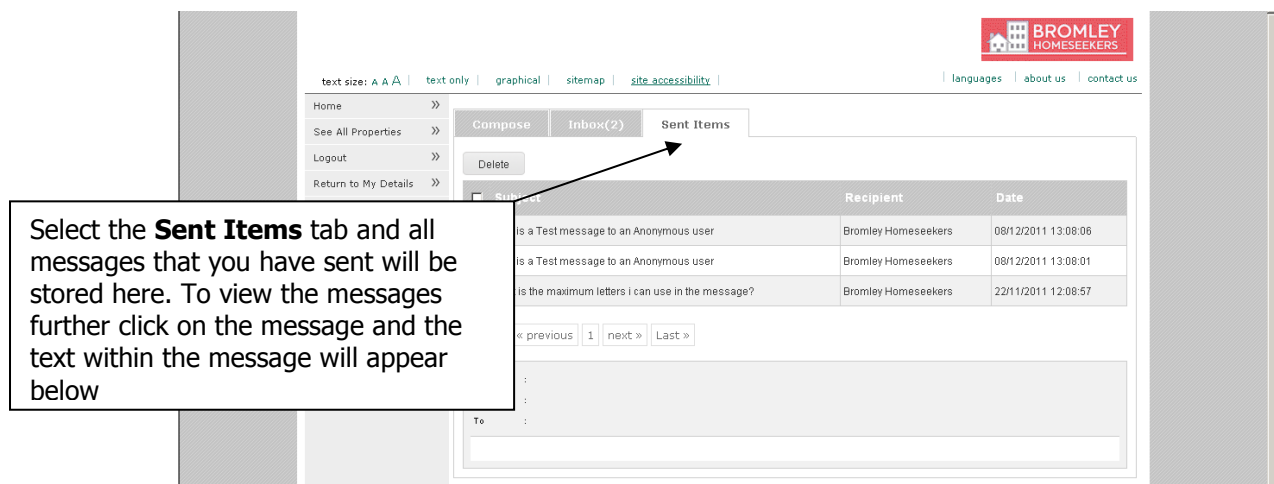 BROMLEY
HOMESEEKERS
text size: A A A | text only | graphical | sitemap | site accessibility |
| languages | about us | contact us
Home »
See All Properties »
Logout »
Return to My Details »
Compose Inbox(2) Sent Items
Delete
Subject Recipient Date
is a Test message to an Anonymous user Bromley Homeseekers 08/12/2011 13:08:06
is a Test message to an Anonymous user Bromley Homeseekers 08/12/2011 13:08:01
is the maximum letters i can use in the message? Bromley Homeseekers 22/11/2011 12:08:57
« previous 1 next » Last »
:
:
To :
Select the Sent Items tab and all
messages that you have sent will be
stored here. To view the messages
further click on the message and the
text within the message will appear
below